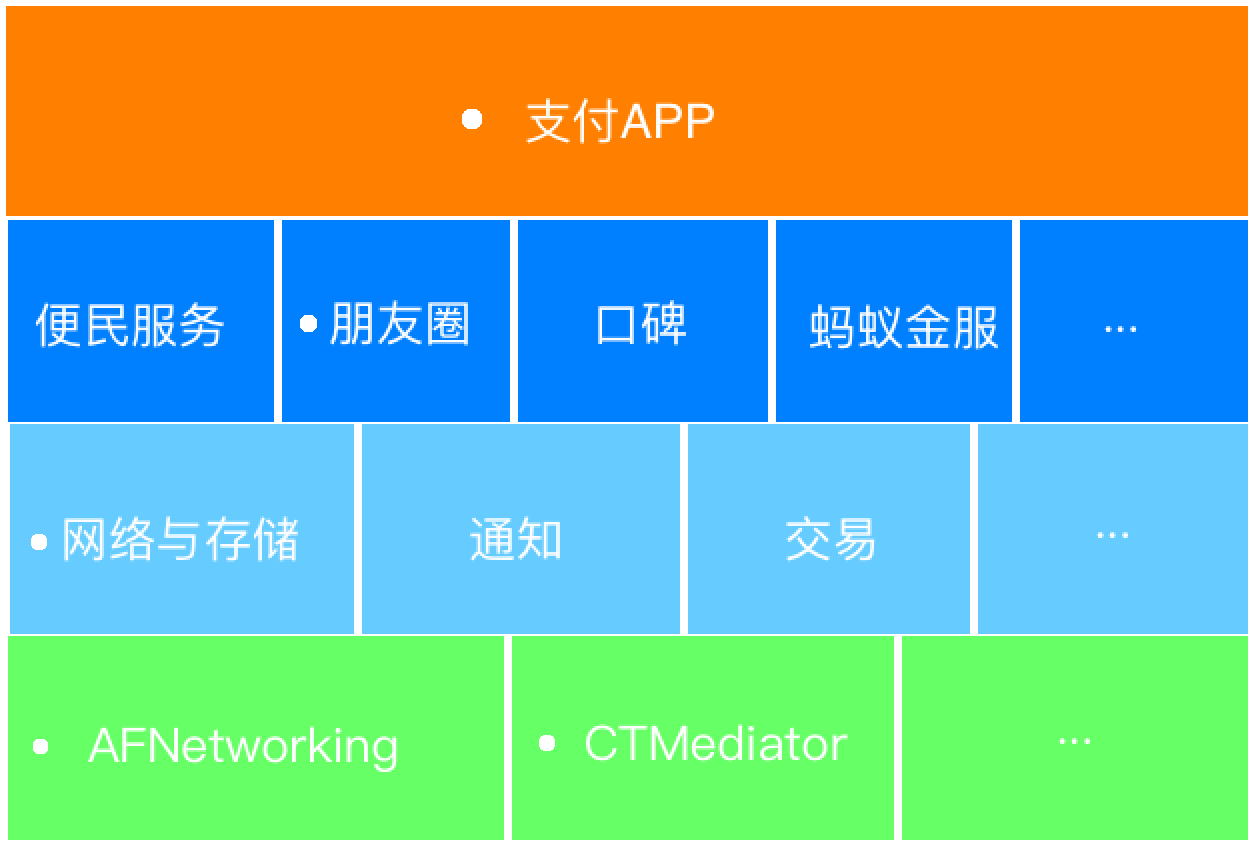 • 支付APP
便民服务
• 朋友圈
口碑
蚂蚁金服
...
• 网络与存储
通知
交易
...
• AFNetworking
• CTMediator
...